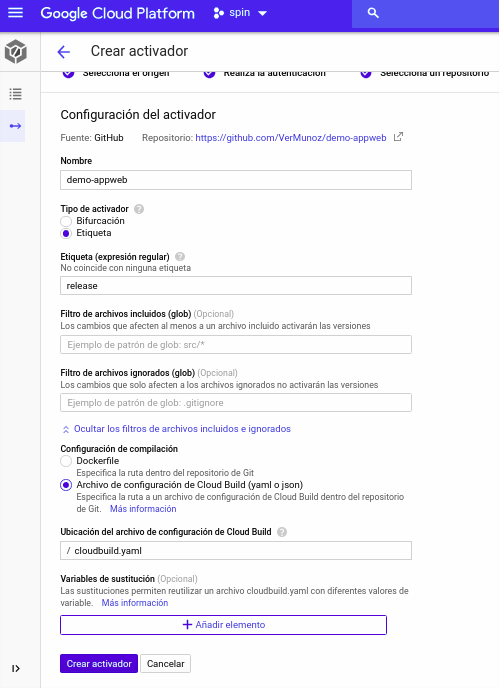 Google Cloud Platform
spin
Crear activador
Selecciona el origen
Realiza la autenticación
Selecciona un repositorio
Configuración del activador
Fuente: GitHub Repositorio: https://github.com/VerMunoz/demo-appweb
Nombre
demo-appweb
Tipo de activador
Bifurcación
Etiqueta
Etiqueta (expresión regular)
No coincide con ninguna etiqueta
release
Filtro de archivos incluidos (glob) (Opcional)
Los cambios que afecten al menos a un archivo incluido activarán las versiones
Ejemplo de patrón de glob: src/*
Filtro de archivos ignorados (glob) (Opcional)
Los cambios que solo afecten a los archivos ignorados no activarán las versiones
Ejemplo de patrón de glob: .gitignore
Ocultar los filtros de archivos incluidos e ignorados
Configuración de compilación
Dockerfile
Especifica la ruta dentro del repositorio de Git
Archivo de configuración de Cloud Build (yaml o json)
Especifica la ruta a un archivo de configuración de Cloud Build dentro del repositorio
de Git. Más información
Ubicación del archivo de configuración de Cloud Build
/ cloudbuild.yaml
Variables de sustitución (Opcional)
Las sustituciones permiten reutilizar un archivo cloudbuild.yaml con diferentes valores de
variable. Más información
+ Añadir elemento
Crear activador Cancelar